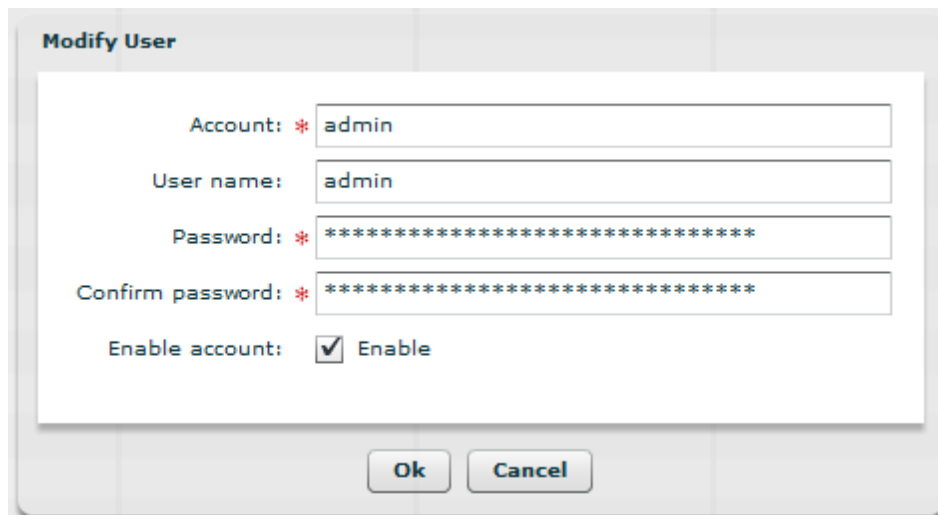 Modify User
Account: * admin
User name: admin
Password: * *******************************
Confirm password: * *******************************
Enable account: Enable
Ok Cancel